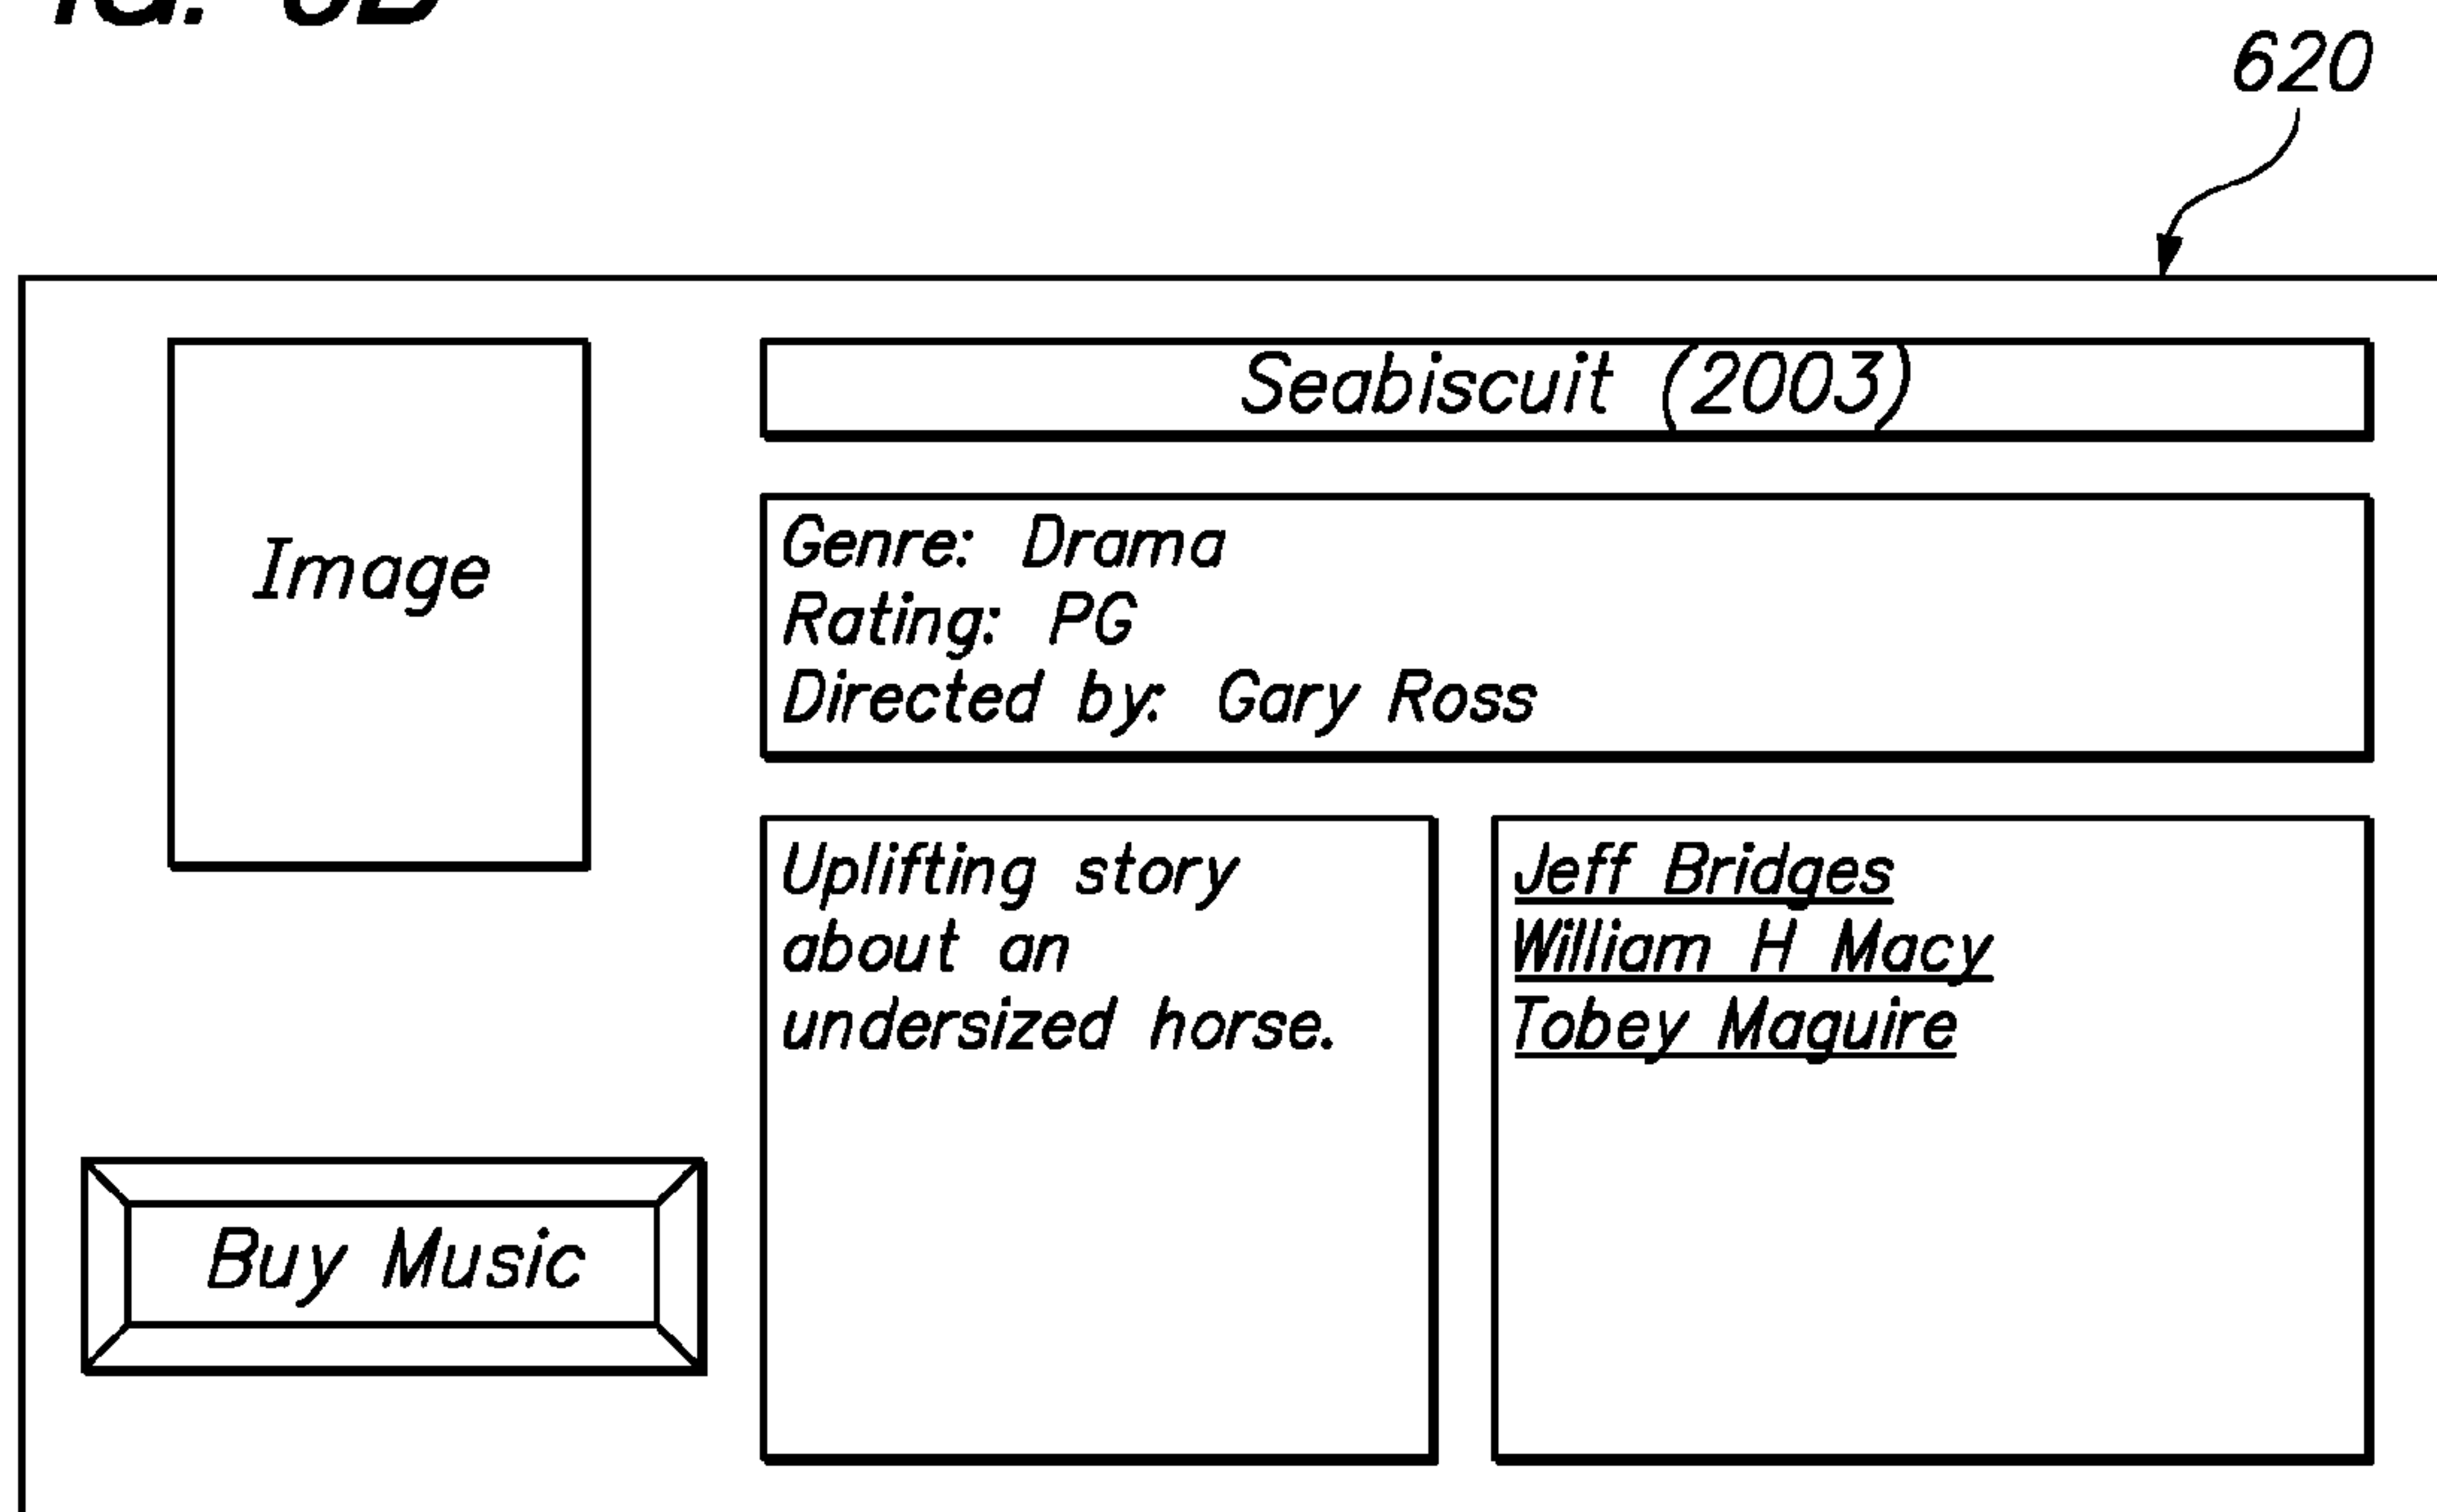 620
Seabiscuit (2003)
Image
Genre: Drama
Rating: PG
Directed by: Gary Ross
Uplifting story
about an
undersized horse.
Jeff Bridges
William H Macy
Tobey Maguire
Buy Music